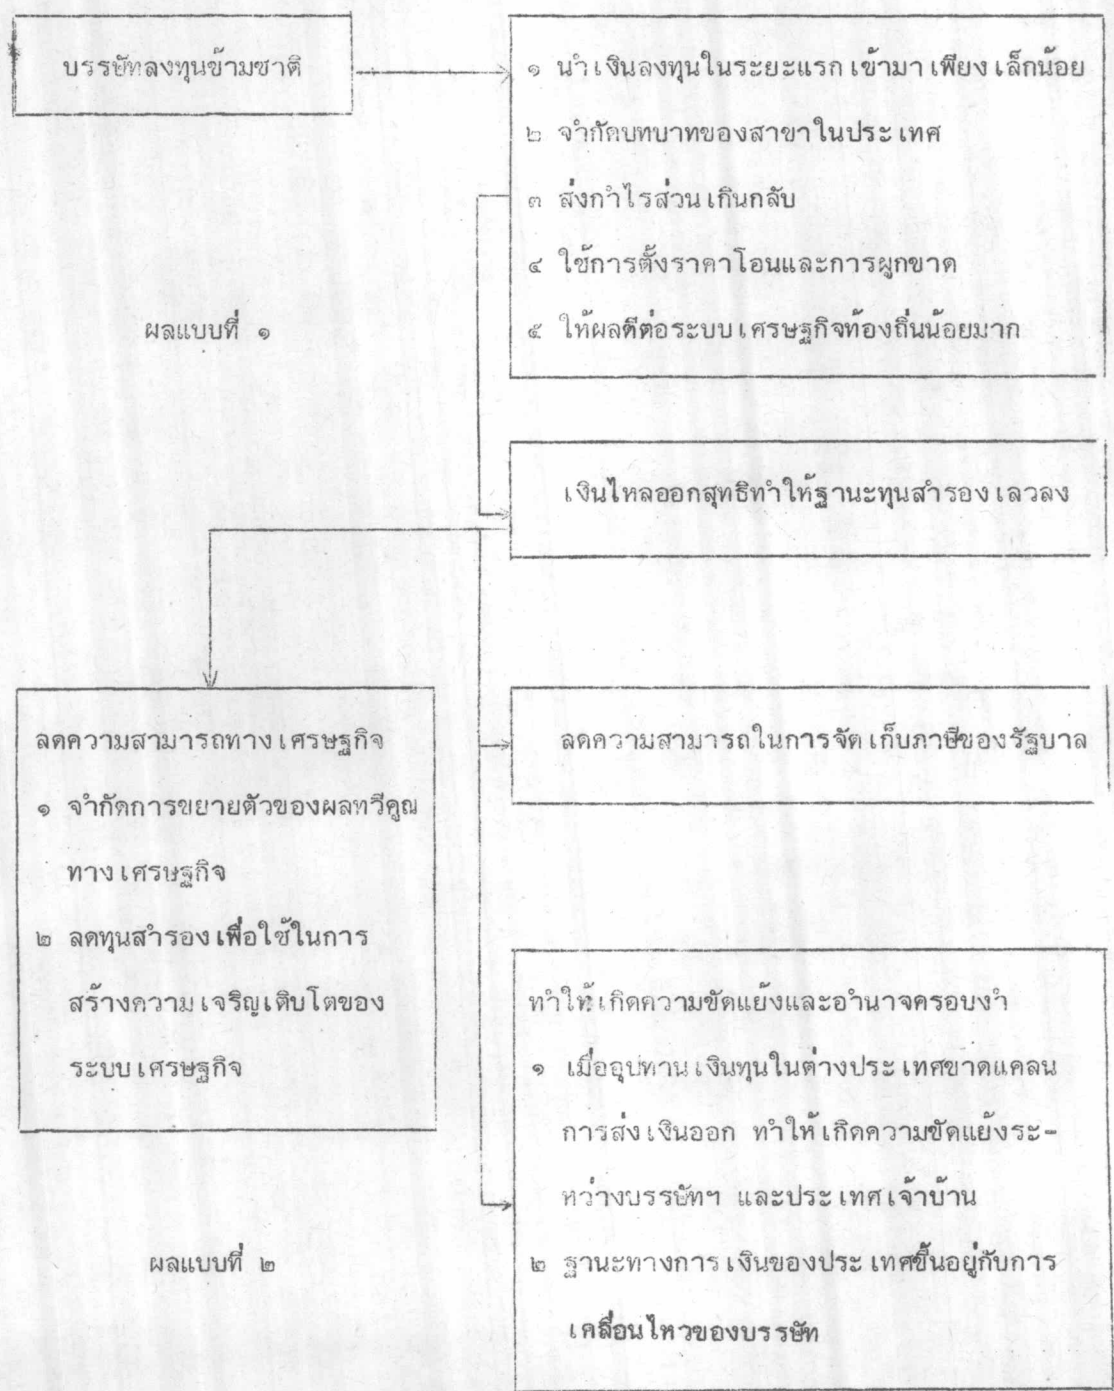 บรรษัทลงทุนข้ามชาติ
๑ นำเงินลงทุนในระยะแรกเข้ามาเพียงเล็กน้อย
๒ จำกัดบทบาทของสาขาในประเทศ
๓ ส่งกำไรส่วนเกินกลับ
๔ ใช้การตั้งราคาโอนและการผูกขาด
๕ ให้ผลดีต่อระบบเศรษฐกิจท้องถิ่นน้อยมาก
ผลแบบที่ ๑
เงินไหลออกสุทธิทำให้ฐานะทุนสำรองเลวลง
ลดความสามารถทางเศรษฐกิจ
๑ จำกัดการขยายตัวของผลทวีคูณ
ทางเศรษฐกิจ
๒ ลดทุนสำรองเพื่อใช้ในการ
สร้างความเจริญเติบโตของ
ระบบเศรษฐกิจ
ลดความสามารถในการจัดเก็บภาษีของรัฐบาล
ทำให้เกิดความขัดแย้งและอำนาจครอบงำ
๑ เมื่ออุปทานเงินทุนในต่างประเทศขาดแคลน
การส่งเงินออก ทำให้เกิดความขัดแย้งระ-
หว่างบรรษัทฯ และประเทศเจ้าบ้าน
๒ ฐานะทางการเงินของประเทศขึ้นอยู่กับการ
เคลื่อนไหวของบรรษัท
ผลแบบที่ ๒